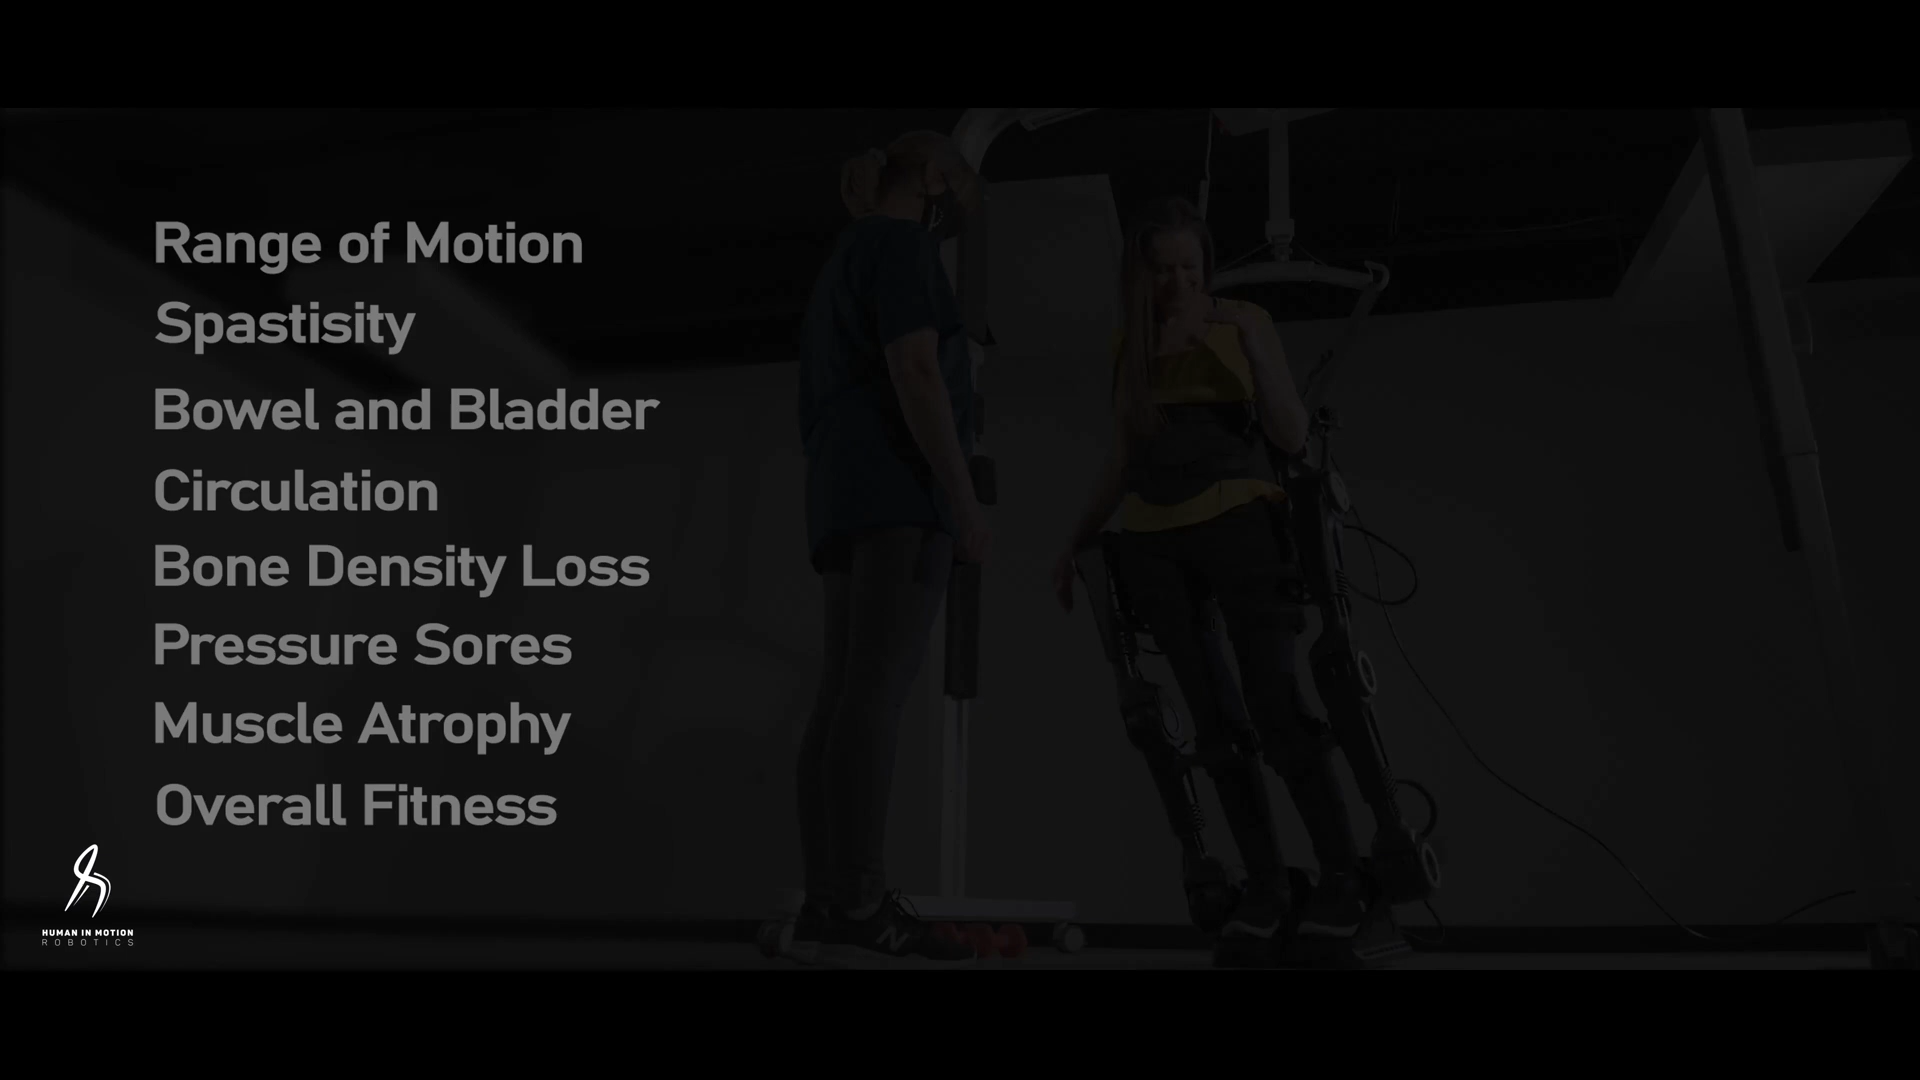 Range of Motion
Spastisity
Bowel and Bladder
Circulation
Bone Density Loss
Pressure Sores
Muscle Atrophy
Overall Fitness
HUMAN IN MOTION
ROBOTICS